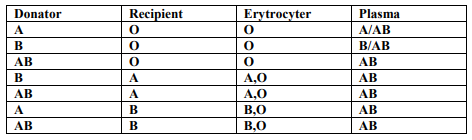 Donator Recipient Erytrocyter Plasma
A O O A/AB
B O O B/AB
AB O O AB
B A A,O AB
AB A A,O AB
A B B,O AB
AB B B,O AB